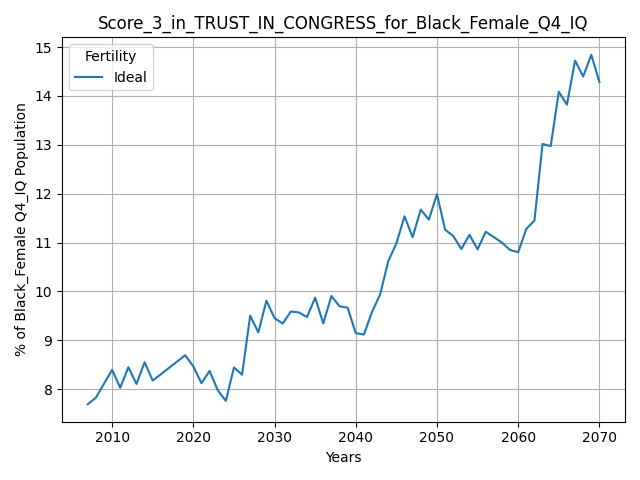 Score_3_in_TRUST_IN_CONGRESS_for_Black_Female_Q4_IQ
Fertility
Ideal
% of Black_Female Q4_IQ Population
15
14
13
12
11
10
9
8
2010 2020 2030 2040 2050 2060 2070
Years